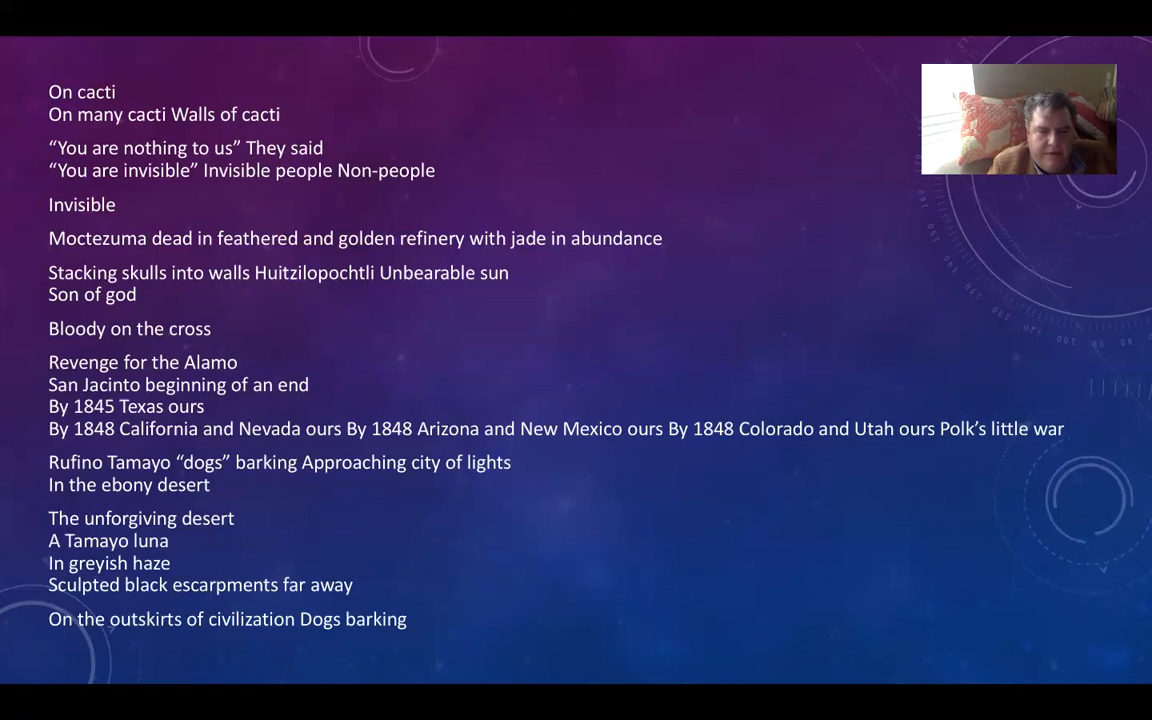 On cacti
On many cacti Walls of cacti
“You are nothing to us” They said
“You are invisible” Invisible people Non-people
Invisible
Moctezuma dead in feathered and golden refinery with jade in abundance
Stacking skulls into walls Huitzilopochtli Unbearable sun
Son of god
Bloody on the cross
Revenge for the Alamo
San Jacinto beginning of an end
By 1845 Texas ours
By 1848 California and Nevada ours By 1848 Arizona and New Mexico ours By 1848 Colorado and Utah ours Polk’s little war
Rufino Tamayo “dogs” barking Approaching city of lights
In the ebony desert
The unforgiving desert
A Tamayo luna
In greyish haze
Sculpted black escarpments far away
On the outskirts of civilization Dogs barking